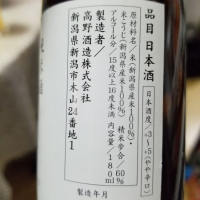 品目 日本酒
日本酒度/+3～+5(やや辛口)
原材料名/米(新潟県産米100%)・
米こうじ(新潟県産米100%)
精米歩合/60%
アルコール分/15度以上16度未満 内容量/180ml
製造者
高野酒造株式会社
新潟県新潟市木山24番地1
製造年月